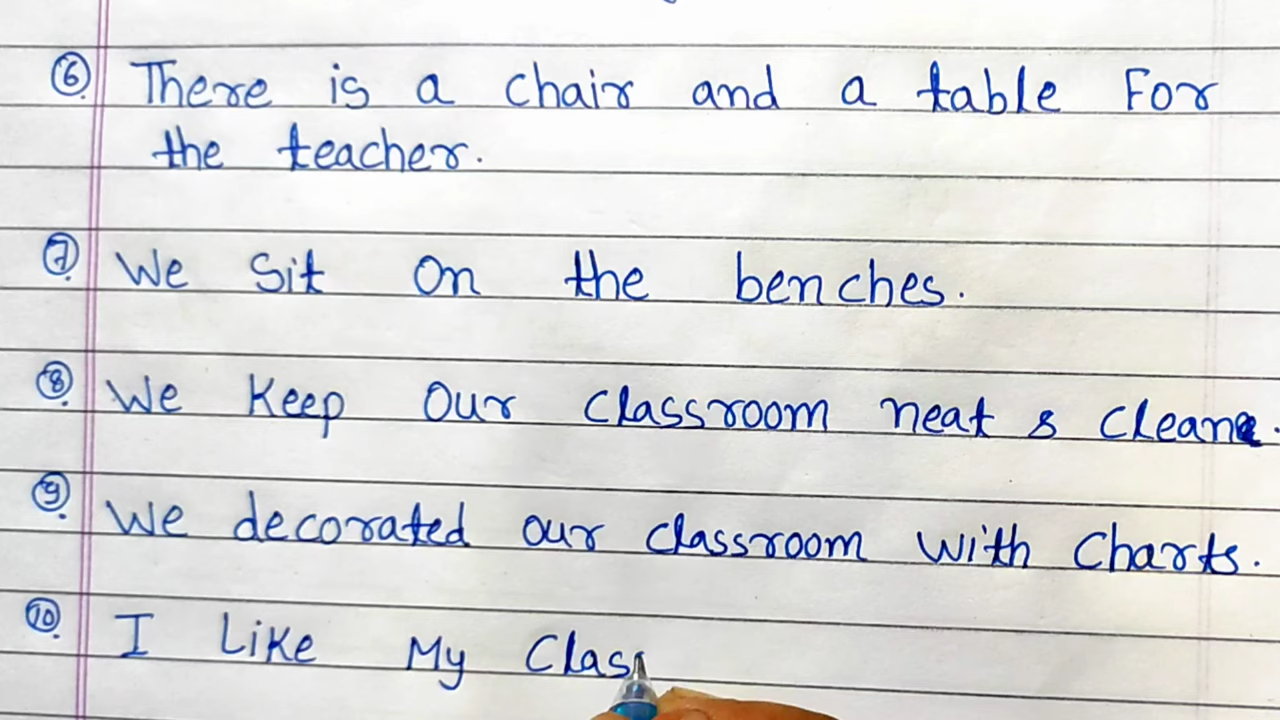 ⑥ There is a chair and a table For
the teacher.
⑦ We Sit On the benches.
⑧ We Keep Our Classroom neat & Clean.
⑨ We decorated our classroom with Charts.
⑩ I Like My Clas